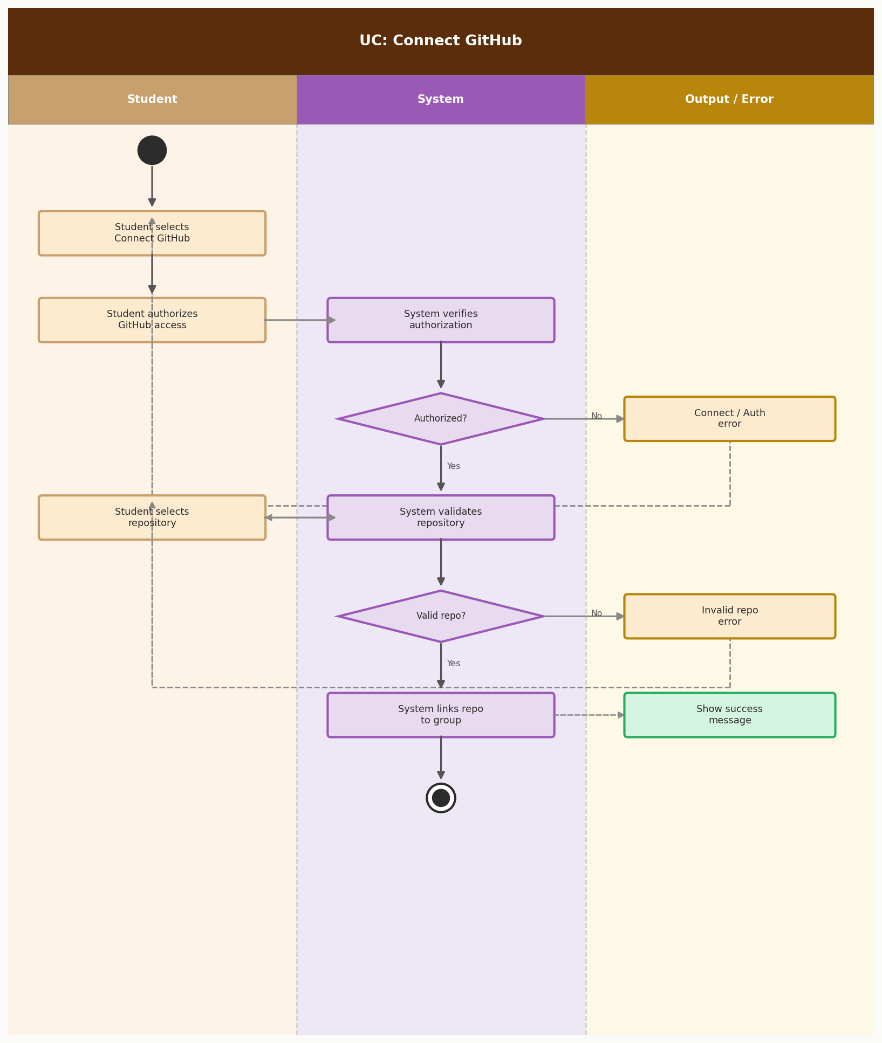 UC: Connect GitHub
Student
System
Output / Error
Student selects
Connect GitHub
Student authorizes
GitHub access
System verifies
authorization
Authorized?
No
Connect / Auth
error
Yes
Student selects
repository
System validates
repository
Valid repo?
No
Invalid repo
error
Yes
System links repo
to group
Show success
message